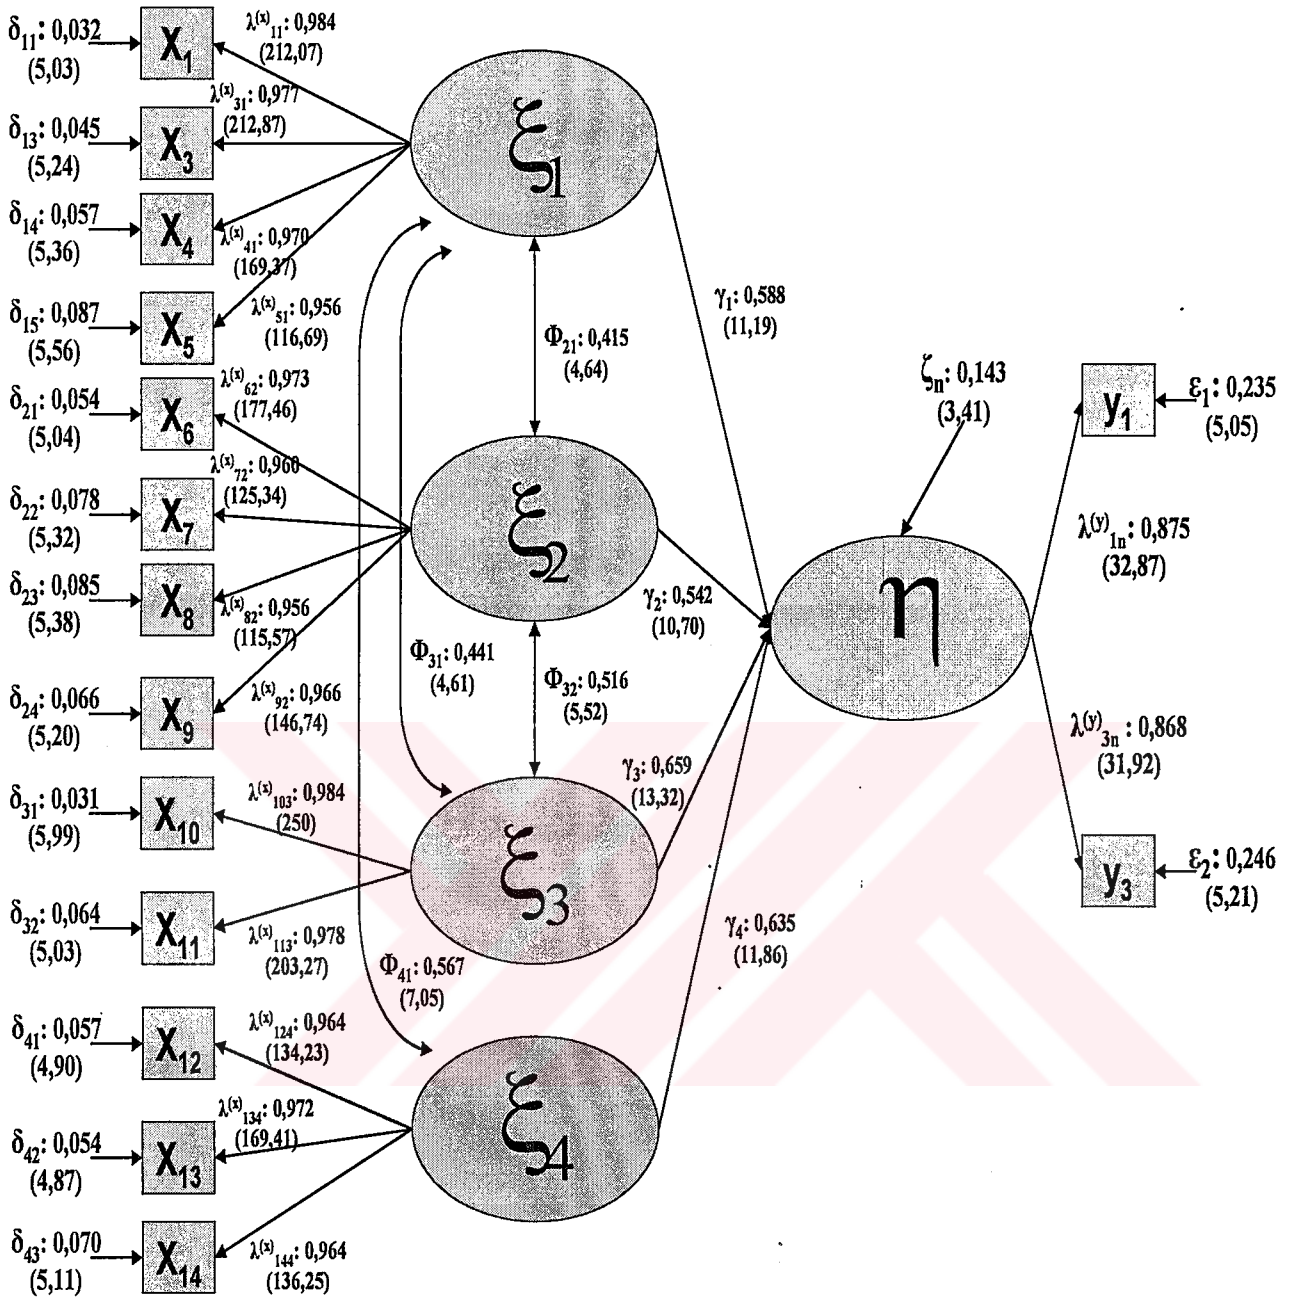 δ11: 0,032
(5,03)
X1
λ(x)11: 0,984
(212,07)
λ(x)31: 0,977
(212,87)
δ13: 0,045
(5,24)
X3
ξ1
δ14: 0,057
(5,36)
X4
λ(x)41: 0,970
(169,37)
δ15: 0,087
(5,56)
X5
λ(x)51: 0,956
(116,69)
γ1: 0,588
(11,19)
Φ21: 0,415
(4,64)
δ21: 0,054
(5,04)
X6
λ(x)62: 0,973
(177,46)
ζn: 0,143
(3,41)
y1
ε1: 0,235
(5,05)
λ(x)72: 0,960
(125,34)
δ22: 0,078
(5,32)
X7
ξ2
λ(y)1n: 0,875
(32,87)
δ23: 0,085
(5,38)
X8
λ(x)82: 0,956
(115,57)
γ2: 0,542
(10,70)
η
Φ31: 0,441
(4,61)
Φ32: 0,516
(5,52)
δ24: 0,066
(5,20)
X9
λ(x)92: 0,966
(146,74)
λ(y)3n: 0,868
(31,92)
γ3: 0,659
(13,32)
δ31: 0,031
(5,99)
X10
λ(x)103: 0,984
(250)
ξ3
y3
ε2: 0,246
(5,21)
δ32: 0,064
(5,03)
X11
λ(x)113: 0,978
(203,27)
γ4: 0,635
(11,86)
Φ41: 0,567
(7,05)
δ41: 0,057
(4,90)
X12
λ(x)124: 0,964
(134,23)
λ(x)134: 0,972
(169,41)
δ42: 0,054
(4,87)
X13
ξ4
δ43: 0,070
(5,11)
X14
λ(x)144: 0,964
(136,25)